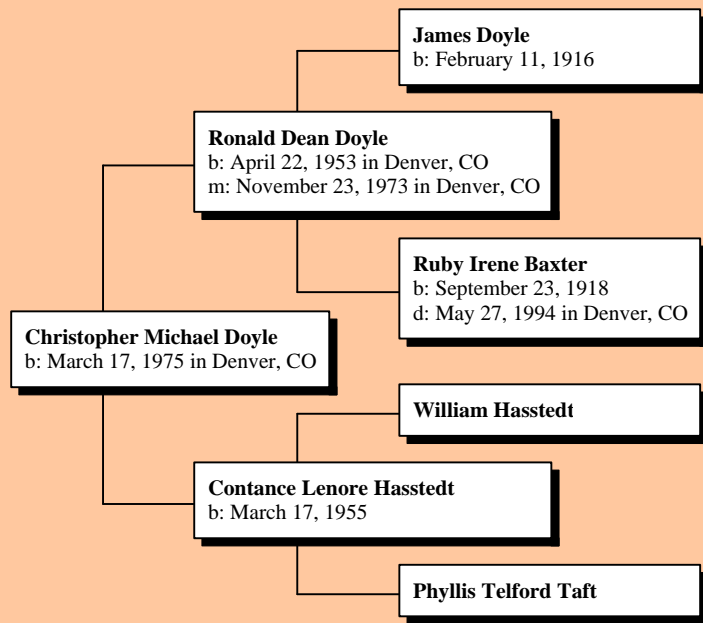 James Doyle
b: February 11, 1916
Ronald Dean Doyle
b: April 22, 1953 in Denver, CO
m: November 23, 1973 in Denver, CO
Ruby Irene Baxter
b: September 23, 1918
d: May 27, 1994 in Denver, CO
Christopher Michael Doyle
b: March 17, 1975 in Denver, CO
William Hasstedt
Contance Lenore Hasstedt
b: March 17, 1955
Phyllis Telford Taft